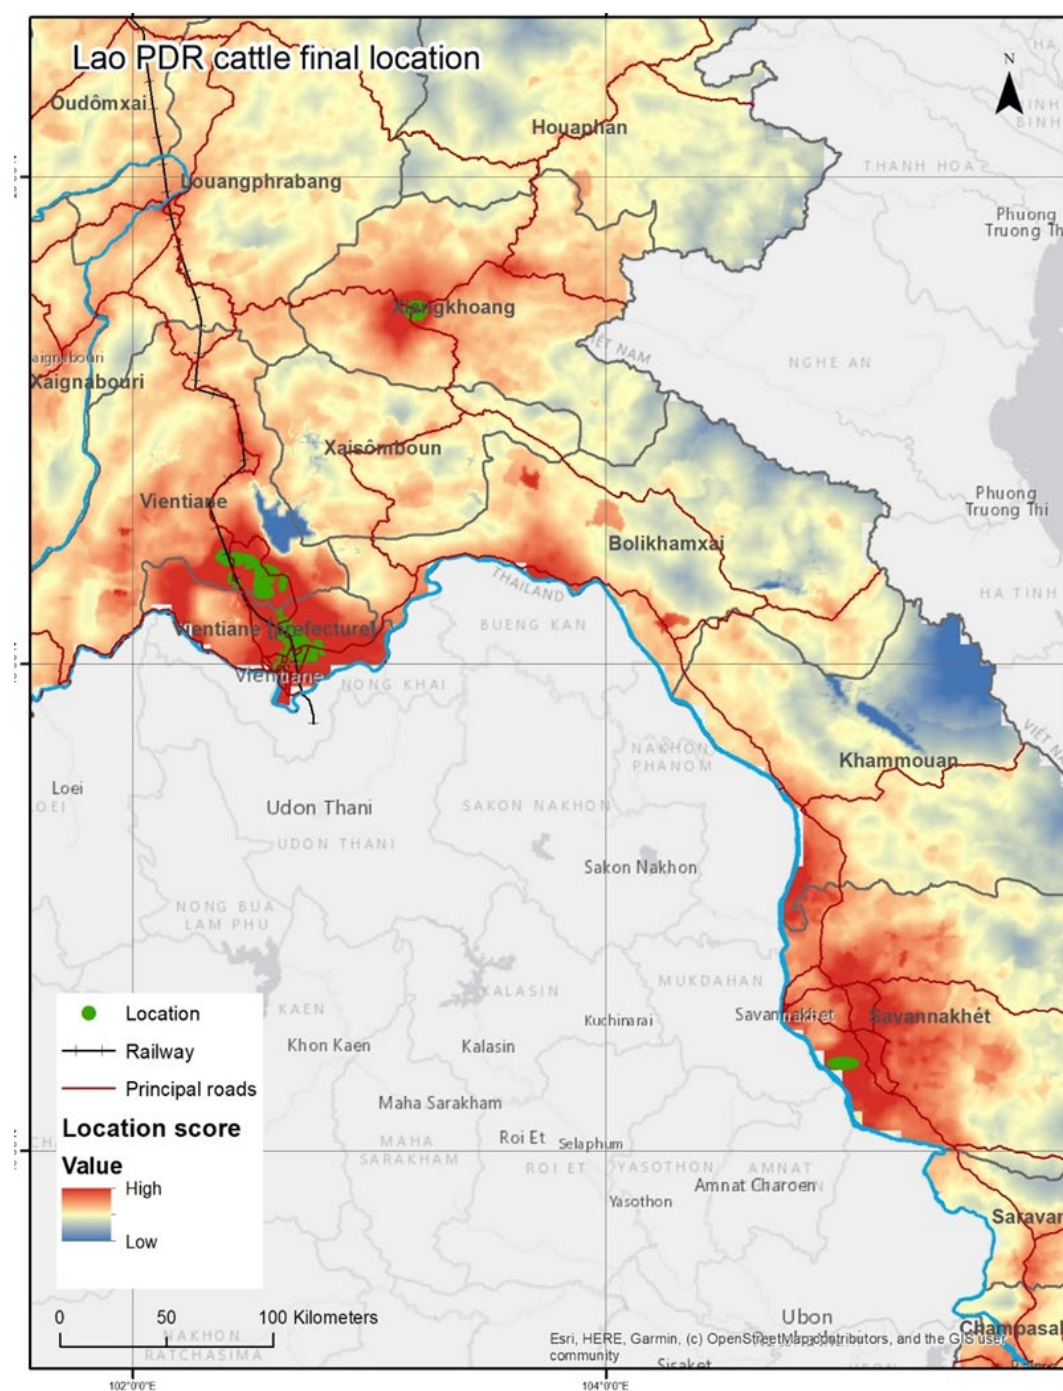 Lao PDR cattle final location
N
Oudômxai
Houaphan
THANH HOA
Louangphrabang
Phuong
Truong Th
Xiangkhoang
VIỆT NAM
NGHE AN
Xaignabouri
Xaisômboun
Vientiane
Phuong
Truong Thi
Bolikhamxai
THAILAND
HA TINH
BUENG KAN
Vientiane [prefecture]
Vientiane
NONG KHAI
NAKHON
PHANOM
Khammouan
Loei
LOEI
Udon Thani
SAKON NAKHON
UDON THANI
Sakon Nakhon
NONG BUA
LAM PHU
MUKDAHAN
KALASIN
KAEN
Savannakhet
Savannakhét
Kuchinarai
Khon Kaen
Kalasin
Maha Sarakham
MAHA
SARAKHAM
Roi Et
Selaphum
ROI ET
YASOTHON
AMNAT
Amnat Charoen
Yasothon
Saravan
Location
Railway
Principal roads
Location score
Value
High
Low
0 50 100 Kilometers
NAKHON
RATCHASIMA
Ubon
Champasa
Esri, HERE, Garmin, (c) OpenStreetMap contributors, and the GIS user
community
Sisaket
102°0'0"E
104°0'0"E